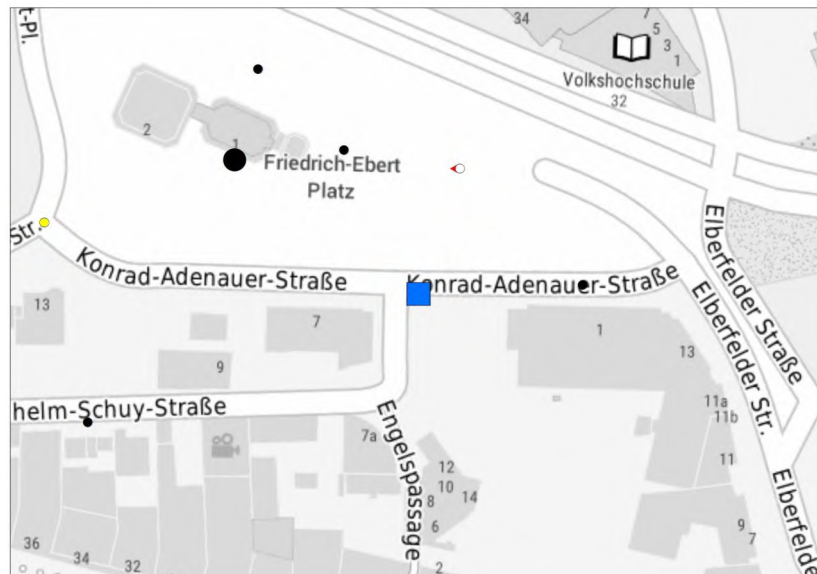 t-Pl.
34
7
5
3
1
Volkshochschule
32
2
1
Friedrich-Ebert
Platz
Str.
Konrad-Adenauer-Straße
Konrad-Adenauer-Straße
Elberfelder Straße
Elberfelder Str.
13
7
9
1
13
helm-Schuy-Straße
Engelspassage
7a
11a
11b
11
12
10
8
14
6
9
7
Elberfelde
36
34
32
2